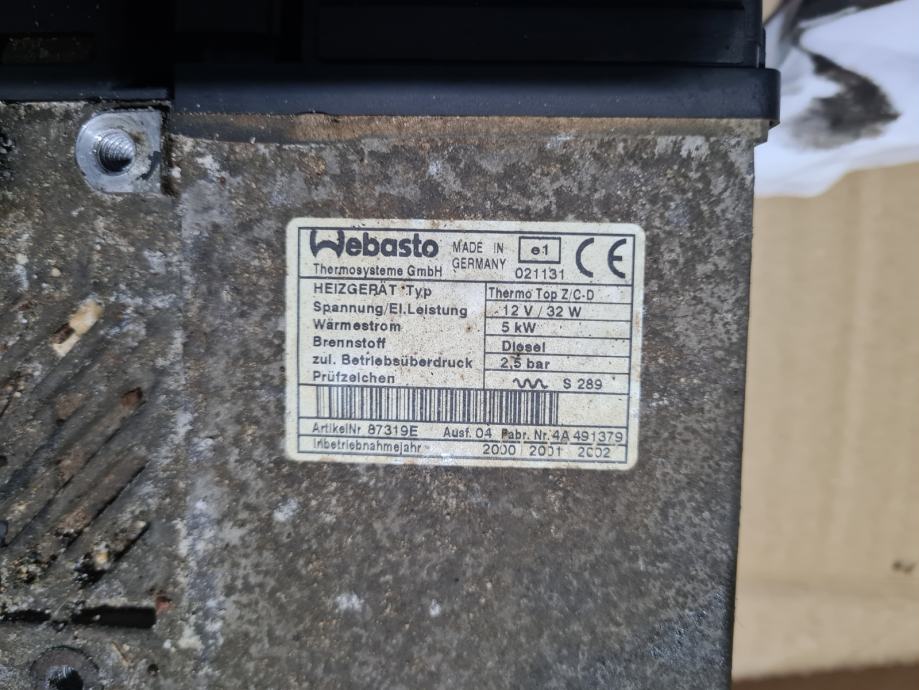 Webasto MADE IN GERMANY e1 CE
Thermosysteme GmbH 021131
HEIZGERÄT Typ Thermo Top Z/C-D
Spannung/El.Leistung 12 V / 32 W
Wärmestrom 5 kW
Brennstoff Diesel
zul. Betriebsüberdruck 2,5 bar
Prüfzeichen S 289
ArtikelNr 87319E Ausf. 04 Fabr. Nr. 4A 491379
Inbetriebnahmejahr 2000 2001 2002